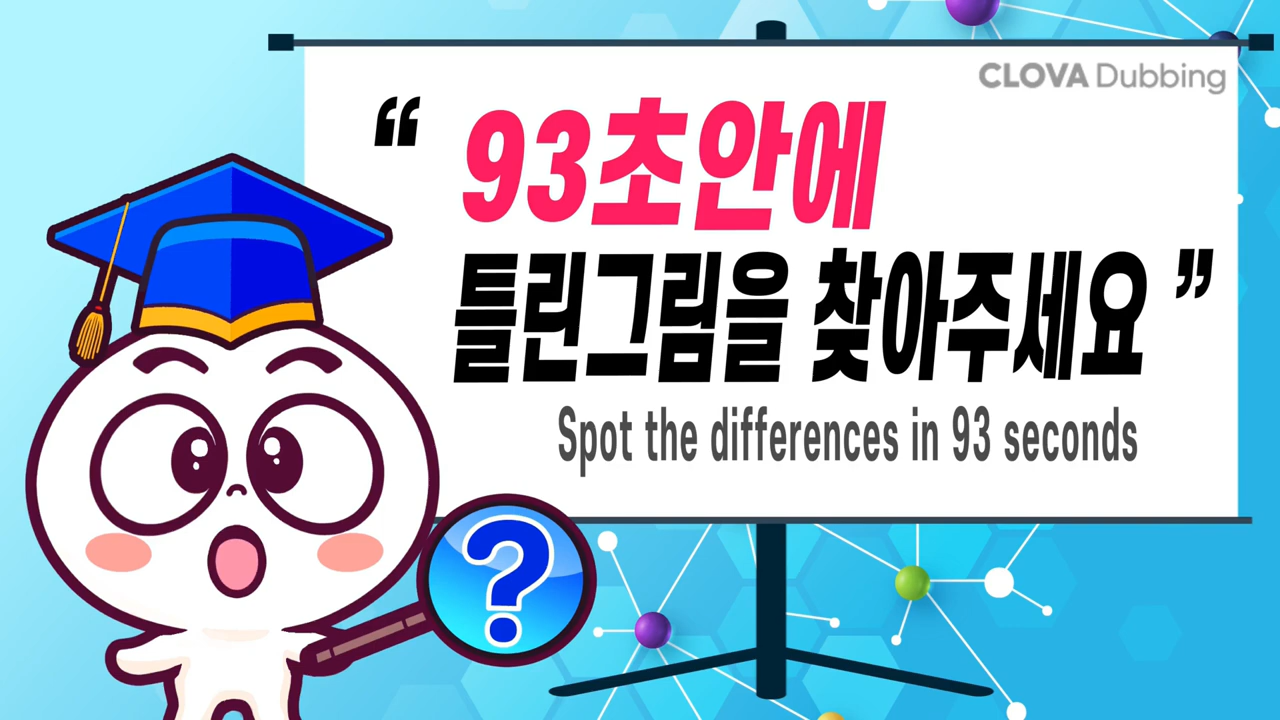 CLOVA Dubbing
“ 93초안에
틀린그림을 찾아주세요 ”
Spot the differences in 93 seconds
?